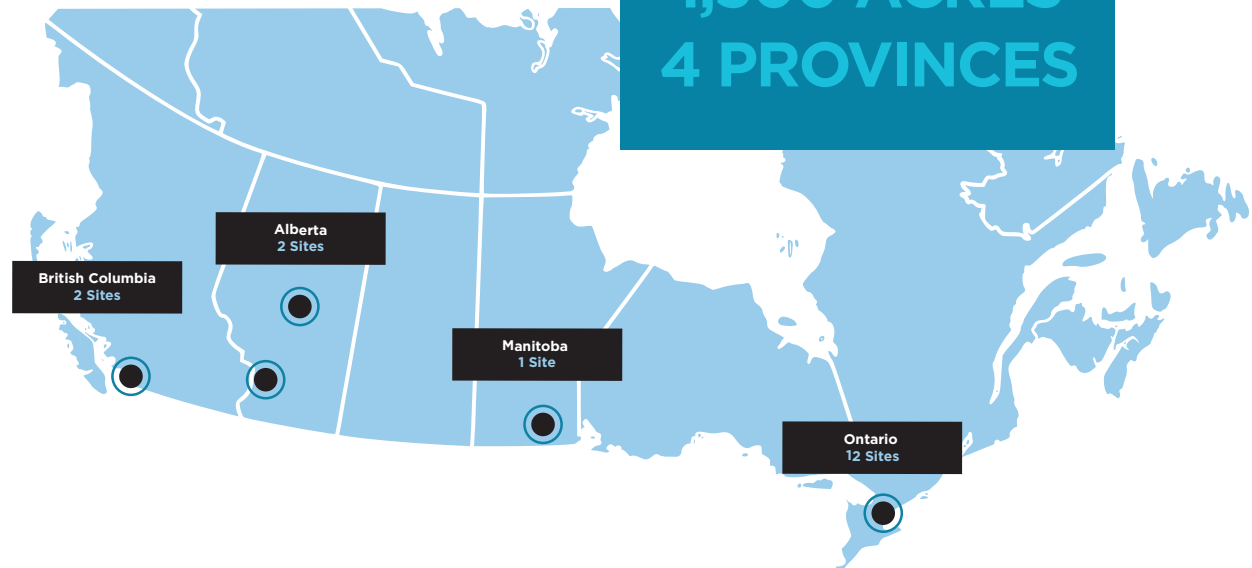 4 PROVINCES
Alberta
2 Sites
British Columbia
2 Sites
Manitoba
1 Site
Ontario
12 Sites